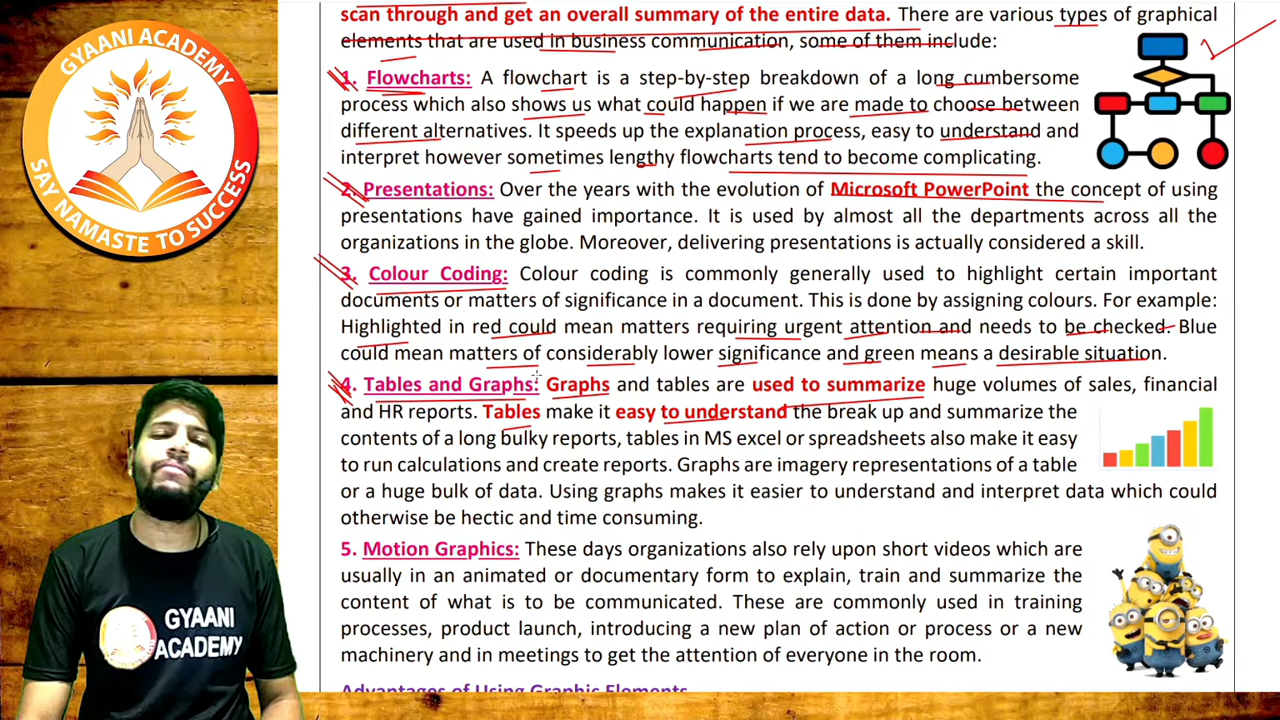 GYAANI ACADEMY
SAY NAMASTE TO SUCCESS
scan through and get an overall summary of the entire data. There are various types of graphical
elements that are used in business communication, some of them include:
1. Flowcharts: A flowchart is a step-by-step breakdown of a long cumbersome
process which also shows us what could happen if we are made to choose between
different alternatives. It speeds up the explanation process, easy to understand and
interpret however sometimes lengthy flowcharts tend to become complicating.
2. Presentations: Over the years with the evolution of Microsoft PowerPoint the concept of using
presentations have gained importance. It is used by almost all the departments across all the
organizations in the globe. Moreover, delivering presentations is actually considered a skill.
3. Colour Coding: Colour coding is commonly generally used to highlight certain important
documents or matters of significance in a document. This is done by assigning colours. For example:
Highlighted in red could mean matters requiring urgent attention and needs to be checked. Blue
could mean matters of considerably lower significance and green means a desirable situation.
4. Tables and Graphs: Graphs and tables are used to summarize huge volumes of sales, financial
and HR reports. Tables make it easy to understand the break up and summarize the
contents of a long bulky reports, tables in MS excel or spreadsheets also make it easy
to run calculations and create reports. Graphs are imagery representations of a table
or a huge bulk of data. Using graphs makes it easier to understand and interpret data which could
otherwise be hectic and time consuming.
5. Motion Graphics: These days organizations also rely upon short videos which are
usually in an animated or documentary form to explain, train and summarize the
content of what is to be communicated. These are commonly used in training
processes, product launch, introducing a new plan of action or process or a new
machinery and in meetings to get the attention of everyone in the room.
Advantages of Using Graphic Elements
GYAANI
ACADEMY